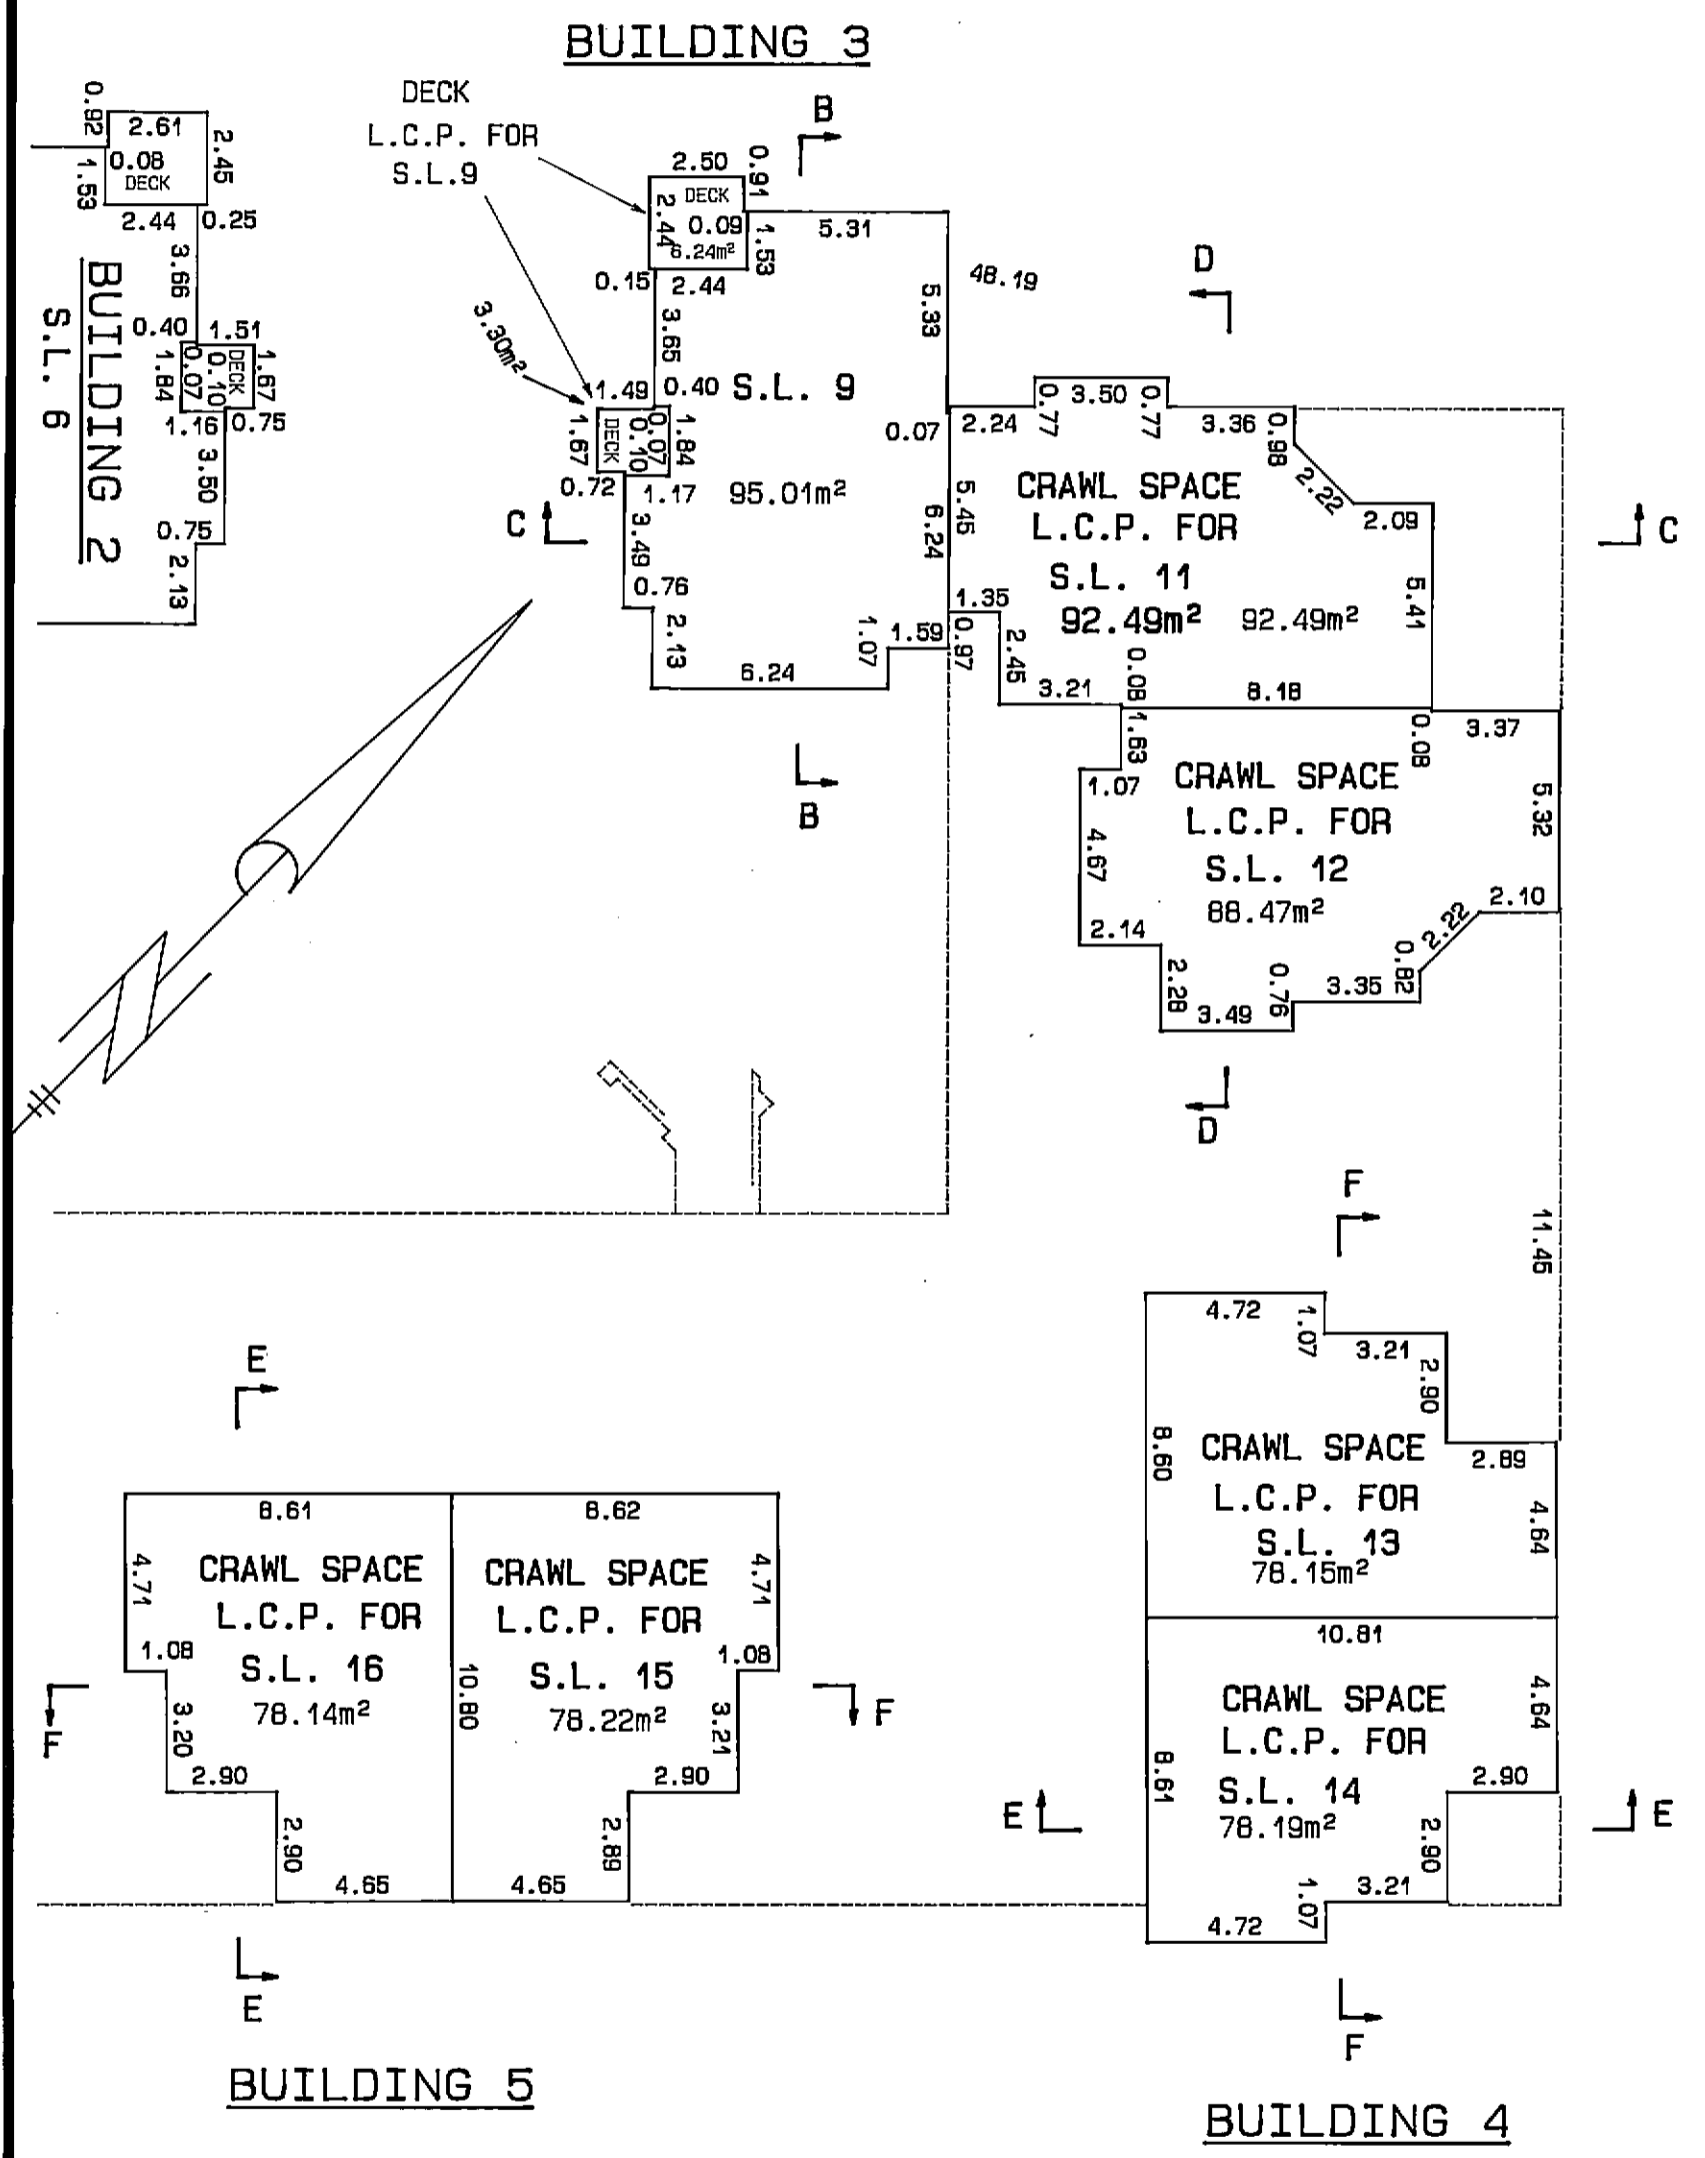 BUILDING 3
DECK
L.C.P. FOR
S.L.9
B
0.92
2.61
2.45
0.08
DECK
1.53
2.44
0.25
3.66
BUILDING 2
S.L. 6
0.40
1.51
1.84
0.07
0.10
DECK
1.67
1.16
0.75
3.50
0.75
2.13
2.50
0.91
DECK
2.44
0.09
6.24m²
1.53
5.31
0.15
2.44
3.65
5.33
48.19
3.30m²
1.49
0.40
S.L. 9
1.67
DECK
0.10
0.07
1.84
0.72
1.17
95.01m²
0.07
C
3.49
0.76
2.13
6.24
1.07
1.59
5.45
6.24
0.97
B
D
2.24
0.77
3.50
0.77
3.36
0.98
2.22
2.09
C
CRAWL SPACE
L.C.P. FOR
S.L. 11
92.49m²
92.49m²
5.41
1.35
2.45
3.21
0.08
8.18
1.63
0.08
3.37
1.07
CRAWL SPACE
L.C.P. FOR
S.L. 12
88.47m²
5.32
4.67
2.14
2.28
3.49
0.76
3.35
0.82
2.22
2.10
D
F
11.45
4.72
1.07
3.21
2.90
8.60
CRAWL SPACE
L.C.P. FOR
S.L. 13
78.15m²
2.89
4.64
10.81
CRAWL SPACE
L.C.P. FOR
S.L. 14
78.19m²
4.64
8.61
2.90
2.90
3.21
1.07
4.72
E
E
F
BUILDING 4
E
8.61
8.62
4.71
CRAWL SPACE
L.C.P. FOR
S.L. 16
78.14m²
CRAWL SPACE
L.C.P. FOR
S.L. 15
78.22m²
4.71
1.08
1.08
F
3.20
10.80
3.21
F
2.90
2.90
2.90
2.89
4.65
4.65
E
BUILDING 5